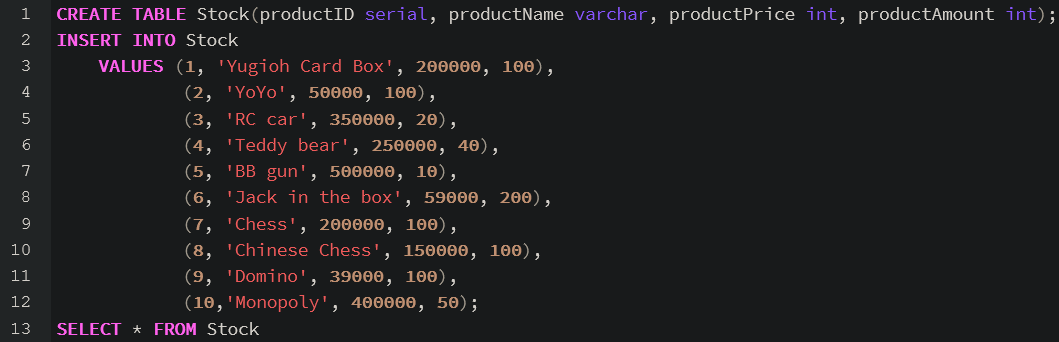 1 CREATE TABLE Stock(productID serial, productName varchar, productPrice int, productAmount int);
2 INSERT INTO Stock
3     VALUES (1, 'Yugioh Card Box', 200000, 100),
4             (2, 'YoYo', 50000, 100),
5             (3, 'RC car', 350000, 20),
6             (4, 'Teddy bear', 250000, 40),
7             (5, 'BB gun', 500000, 10),
8             (6, 'Jack in the box', 59000, 200),
9             (7, 'Chess', 200000, 100),
10             (8, 'Chinese Chess', 150000, 100),
11             (9, 'Domino', 39000, 100),
12             (10,'Monopoly', 400000, 50);
13 SELECT * FROM Stock